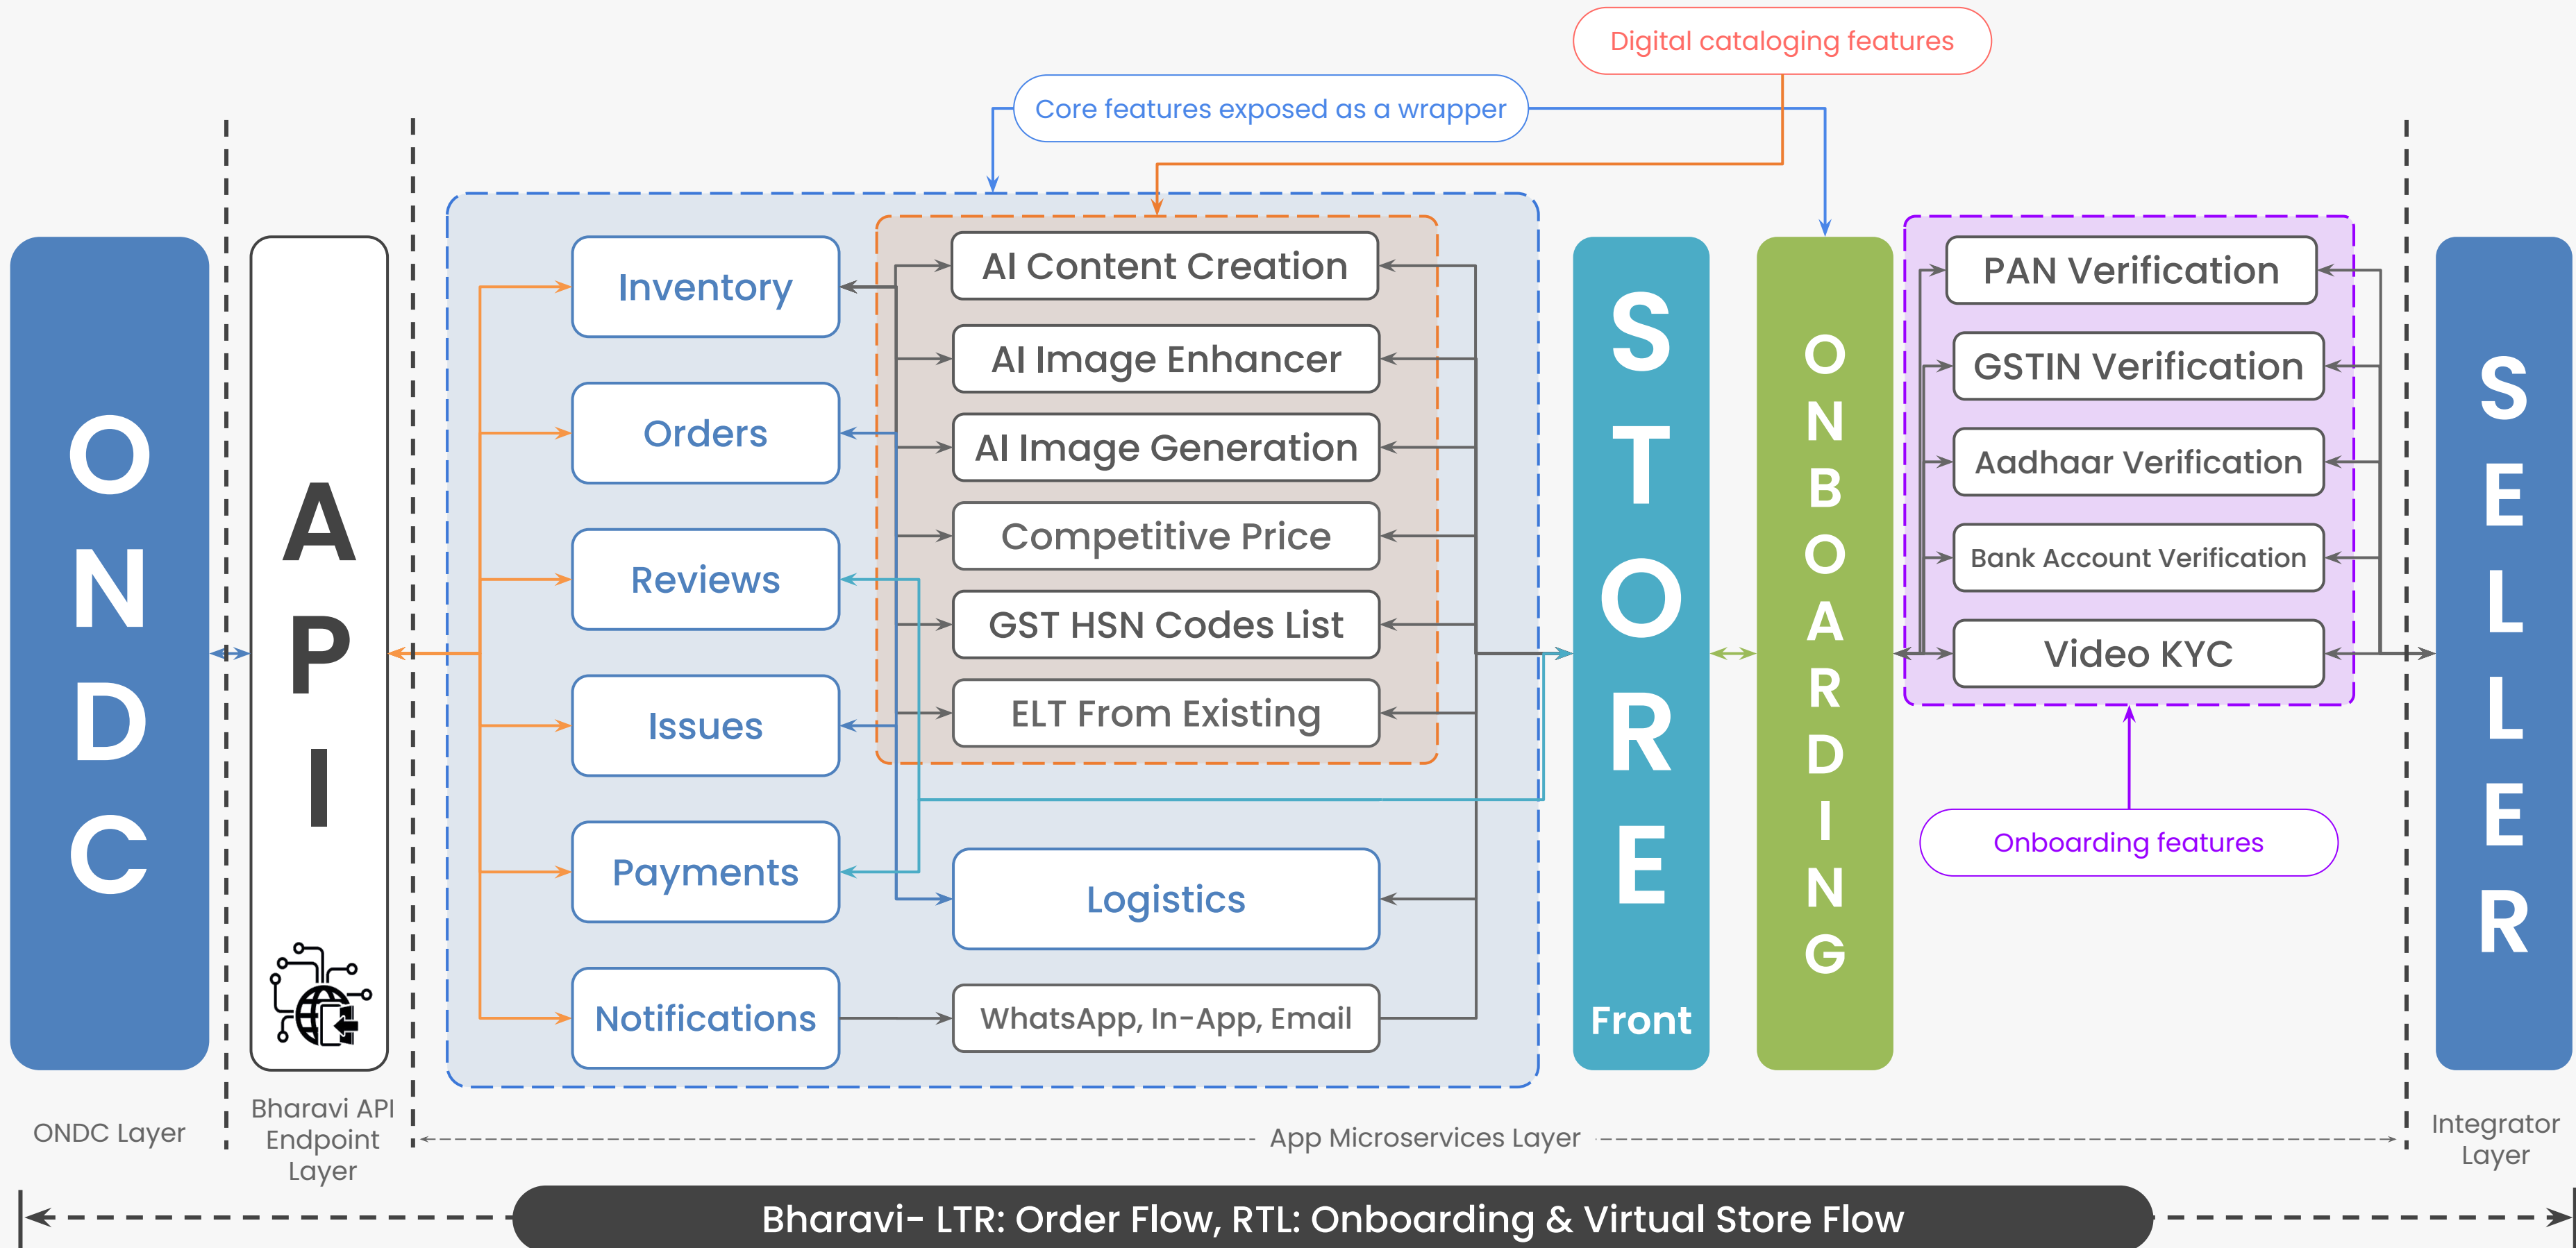 Digital cataloging features
Core features exposed as a wrapper
ONDC
API
Inventory
Orders
Reviews
Issues
Payments
Notifications
AI Content Creation
AI Image Enhancer
AI Image Generation
Competitive Price
GST HSN Codes List
ELT From Existing
Logistics
WhatsApp, In-App, Email
STORE
Front
ONBOARDING
PAN Verification
GSTIN Verification
Aadhaar Verification
Bank Account Verification
Video KYC
Onboarding features
SELLER
ONDC Layer
Bharavi API
Endpoint
Layer
App Microservices Layer
Integrator
Layer
Bharavi- LTR: Order Flow, RTL: Onboarding & Virtual Store Flow